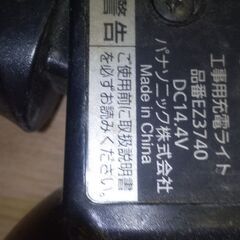 工事用充電ライト
品番EZ3740
DC14.4V
パナソニック株式会社
Made in China
警告
ご使用前に取扱説明書
を必ずお読みください。